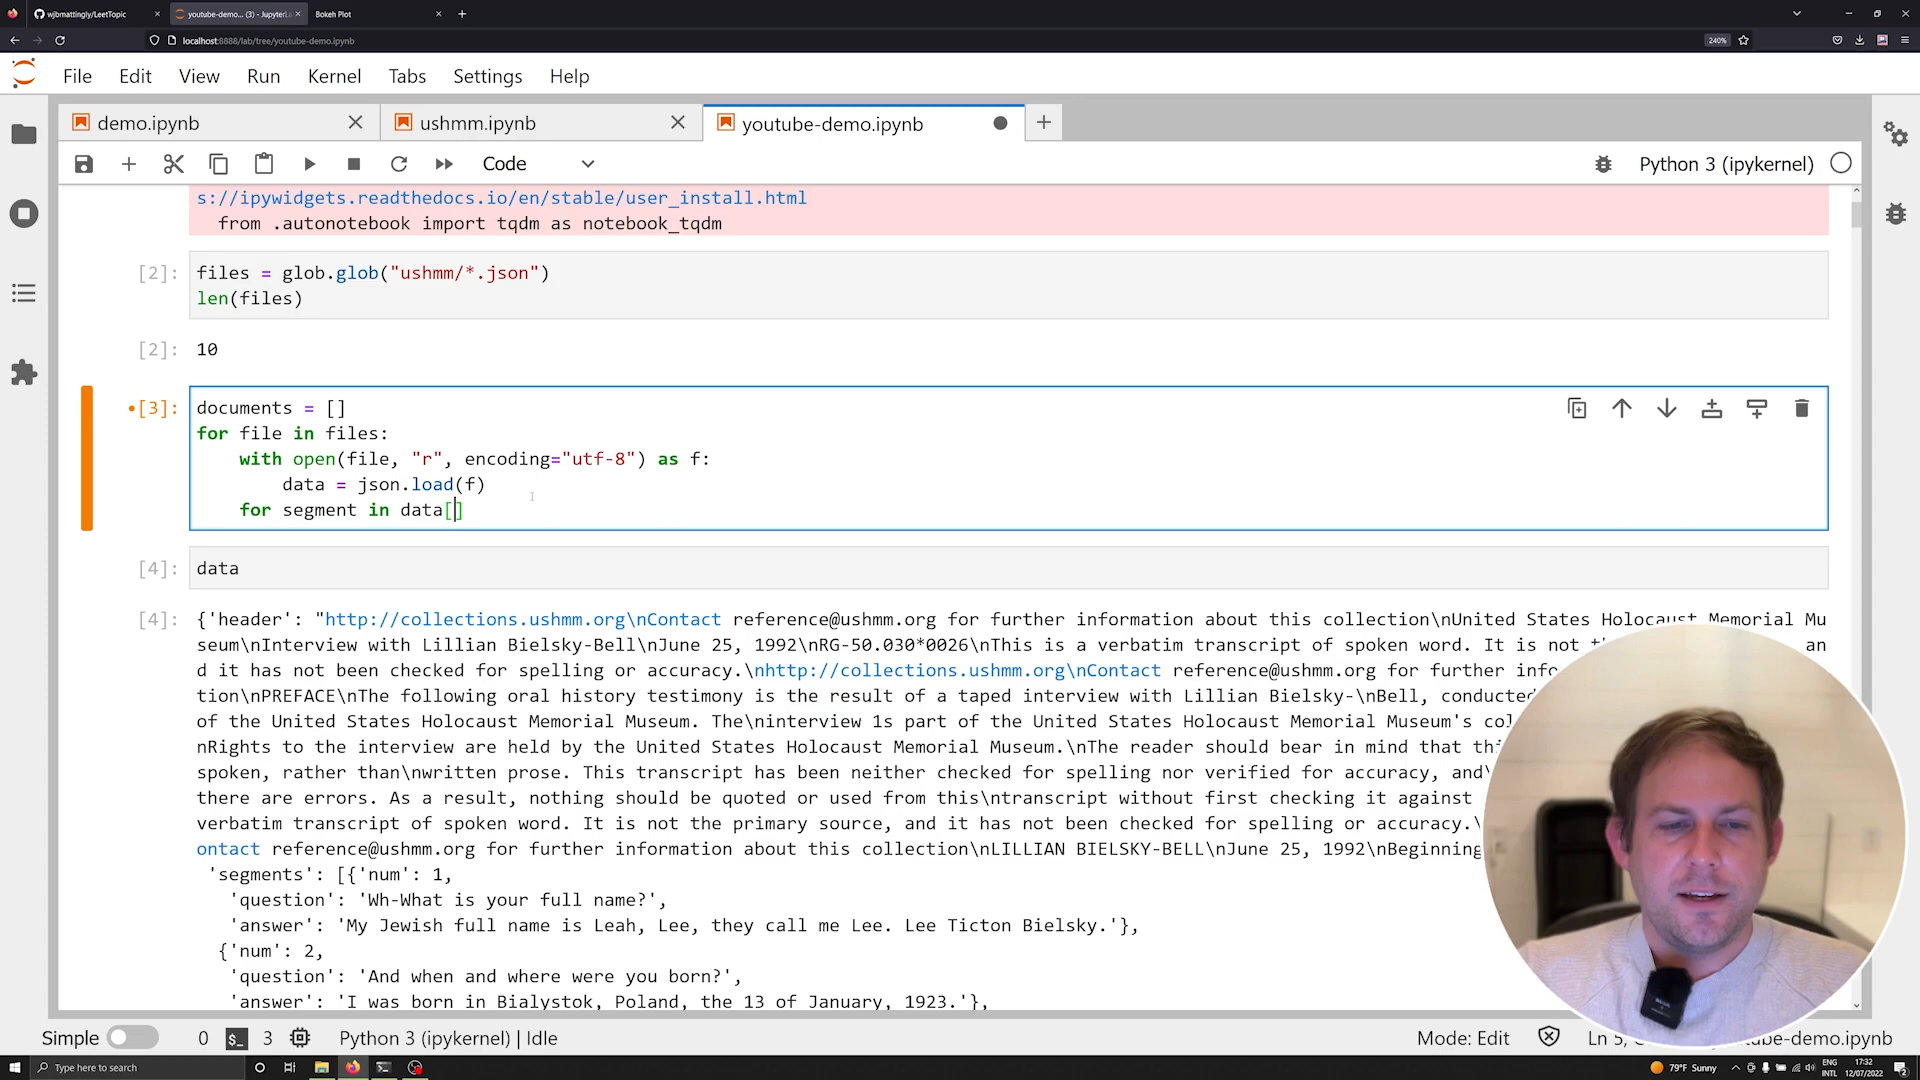 wjbmattingly/LeetTopic
youtube-demo... (3) - JupyterLa
Bokeh Plot
localhost:8888/lab/tree/youtube-demo.ipynb
240%
File Edit View Run Kernel Tabs Settings Help
demo.ipynb
ushmm.ipynb
youtube-demo.ipynb
Code
Python 3 (ipykernel)
s://ipywidgets.readthedocs.io/en/stable/user_install.html
from .autonotebook import tqdm as notebook_tqdm
[2]: files = glob.glob("ushmm/*.json")
len(files)
[2]: 10
[3]: documents = []
for file in files:
with open(file, "r", encoding="utf-8") as f:
data = json.load(f)
for segment in data[]
[4]: data
[4]: {'header': "http://collections.ushmm.org\nContact reference@ushmm.org for further information about this collection\nUnited States Holocaust Memorial Mu
seum\nInterview with Lillian Bielsky-Bell\nJune 25, 1992\nRG-50.030*0026\nThis is a verbatim transcript of spoken word. It is not th an
d it has not been checked for spelling or accuracy.\nhttp://collections.ushmm.org\nContact reference@ushmm.org for further info
tion\nPREFACE\nThe following oral history testimony is the result of a taped interview with Lillian Bielsky-\nBell, conducted
of the United States Holocaust Memorial Museum. The\ninterview 1s part of the United States Holocaust Memorial Museum's col
nRights to the interview are held by the United States Holocaust Memorial Museum.\nThe reader should bear in mind that thi
spoken, rather than\nwritten prose. This transcript has been neither checked for spelling nor verified for accuracy, and\
there are errors. As a result, nothing should be quoted or used from this\ntranscript without first checking it against
verbatim transcript of spoken word. It is not the primary source, and it has not been checked for spelling or accuracy.\
ontact reference@ushmm.org for further information about this collection\nLILLIAN BIELSKY-BELL\nJune 25, 1992\nBeginning
'segments': [{'num': 1,
'question': 'Wh-What is your full name?',
'answer': 'My Jewish full name is Leah, Lee, they call me Lee. Lee Ticton Bielsky.'},
{'num': 2,
'question': 'And when and where were you born?',
'answer': 'I was born in Bialystok, Poland, the 13 of January, 1923.'},
Simple 0 $_ 3 Python 3 (ipykernel) | Idle
Mode: Edit Ln 5, tube-demo.ipynb
Type here to search
79°F Sunny
ENG
INTL
17:32
12/07/2022